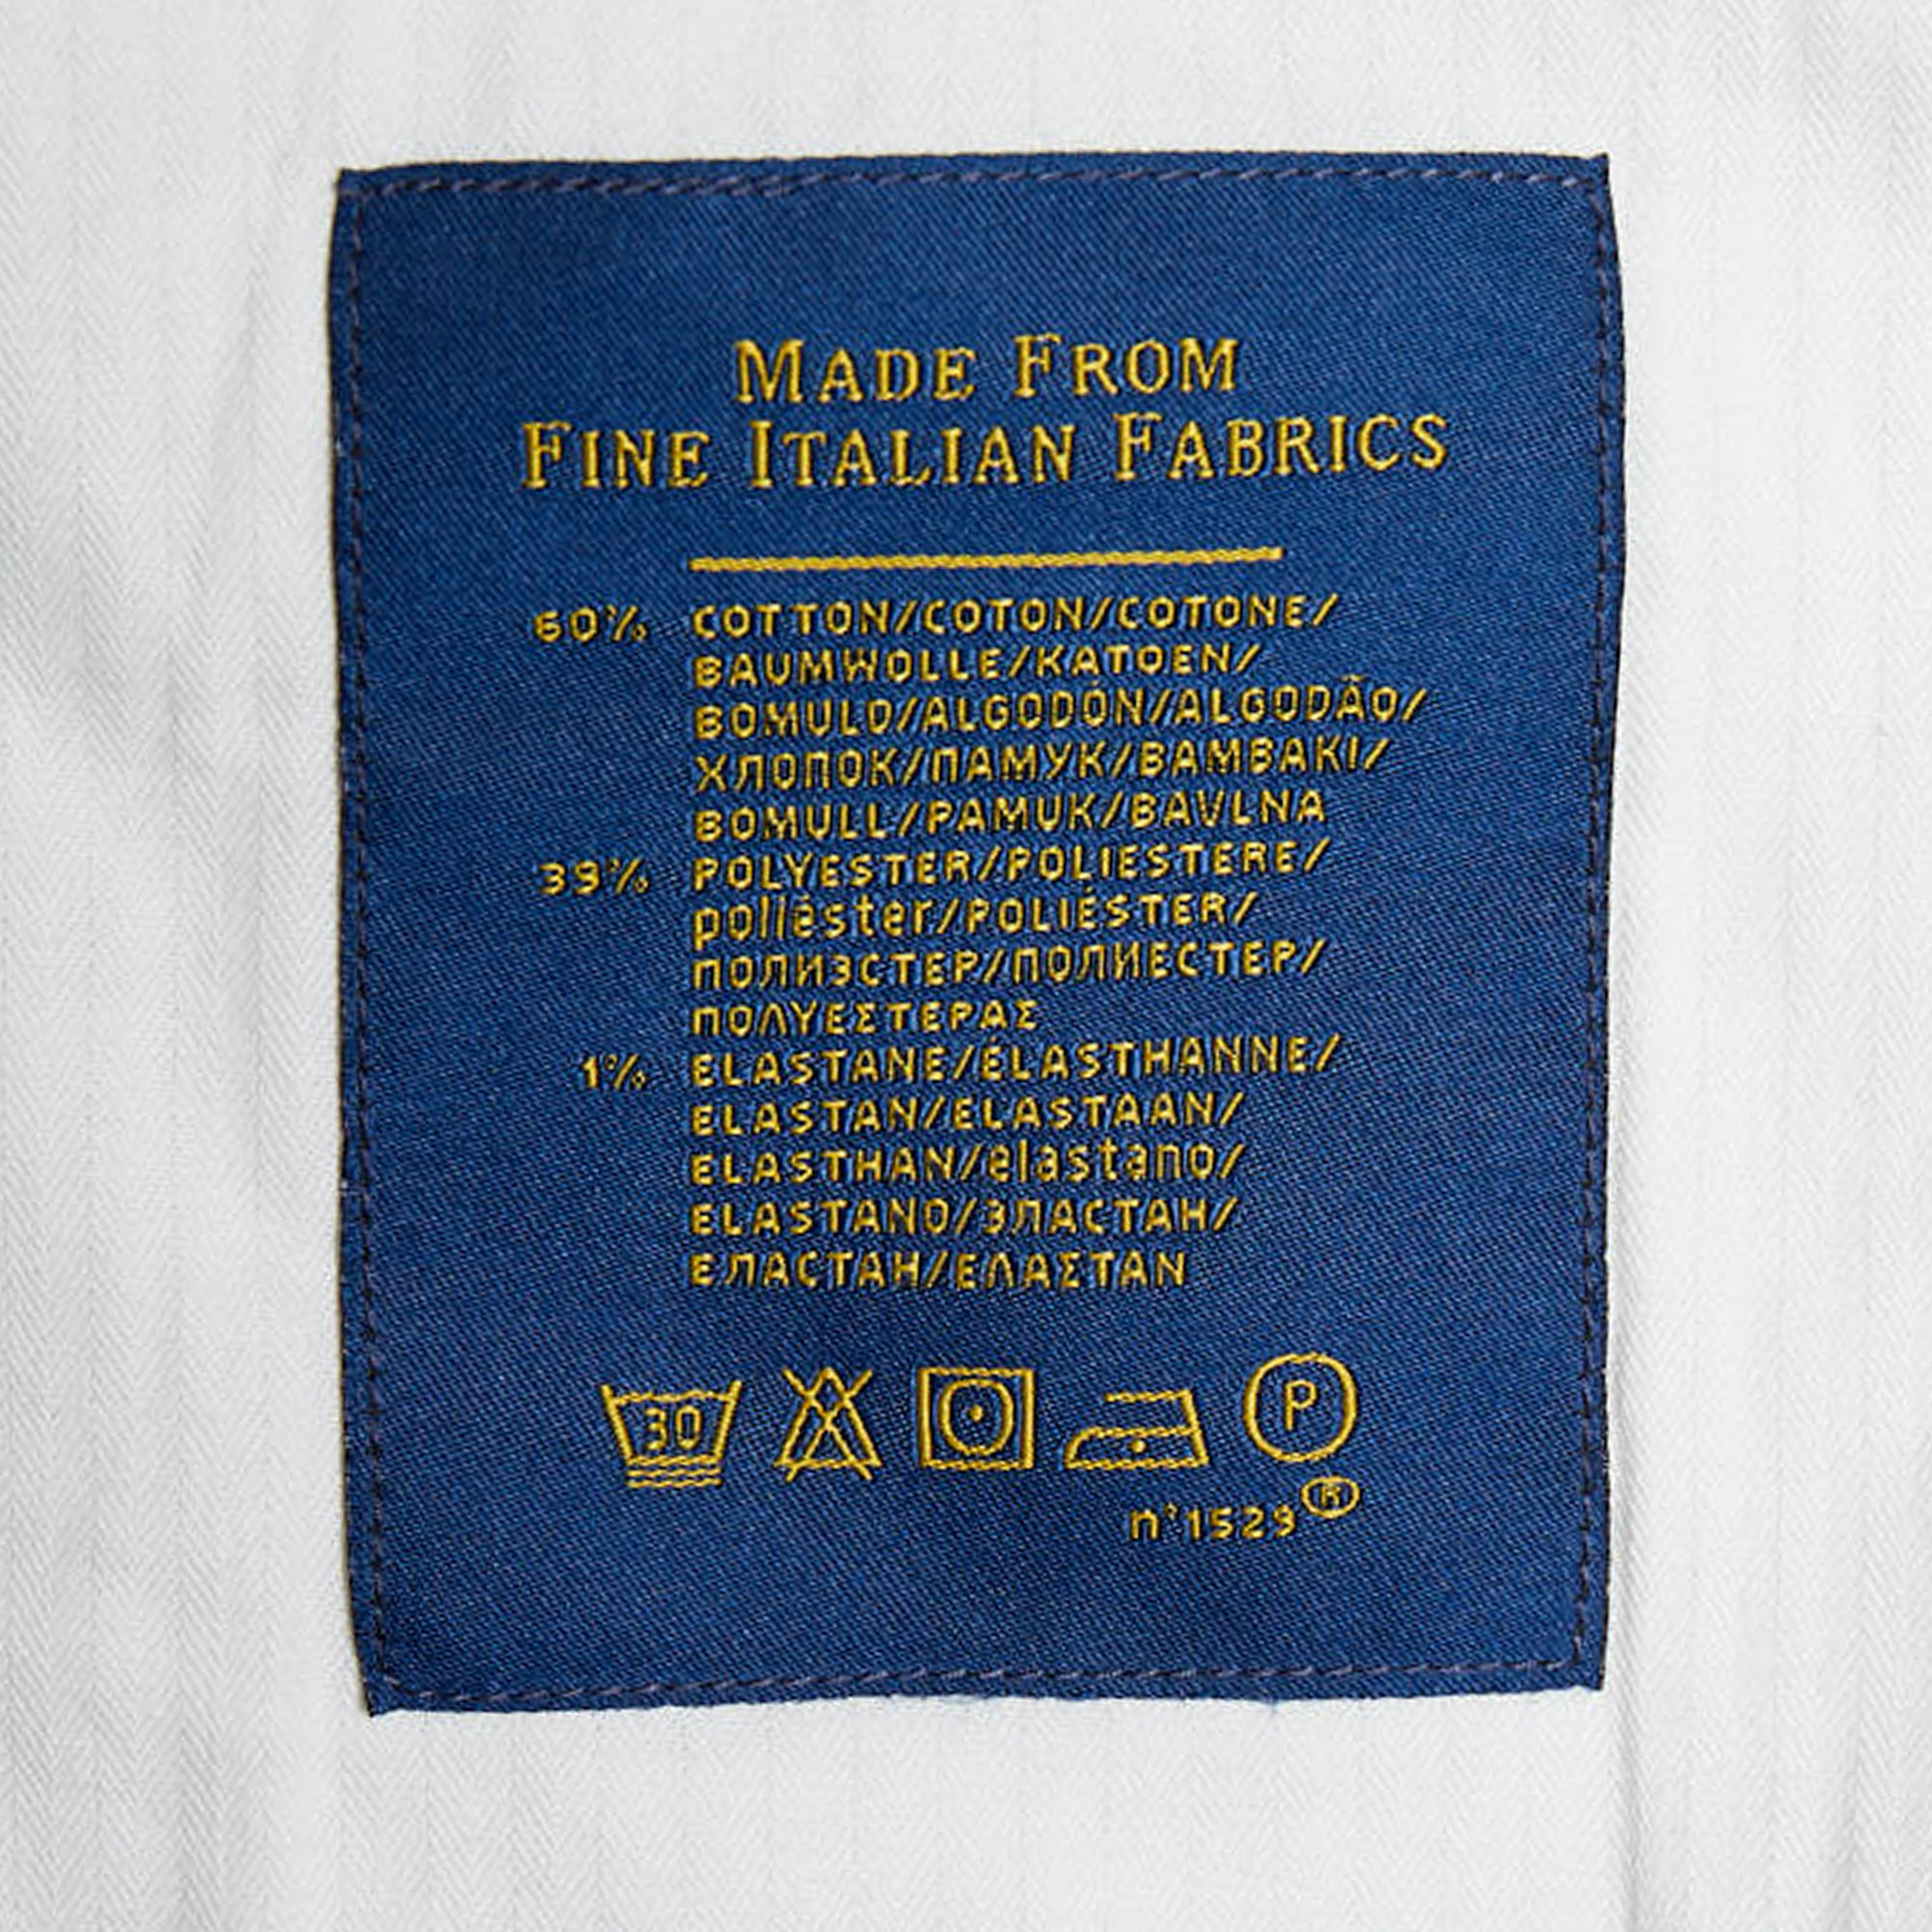 MADE FROM
FINE ITALIAN FABRICS
60% COTTON/COTON/COTONE/
BAUMWOLLE/KATOEN/
BOMULD/ALGODÓN/ALGODÃO/
ХЛОПОК/ПАМУК/BAMBAKI/
BOMULL/PAMUK/BAVLNA
39% POLYESTER/POLIESTERE/
poliéster/POLIÉSTER/
ПОЛИЭСТЕР/ПОЛИЕСТЕР/
ΠΟΛΥΕΣΤΕΡΑΣ
1% ELASTANE/ÉLASTHANNE/
ELASTAN/ELASTAAN/
ELASTHAN/elastano/
ELASTANO/ЭЛАСТАН/
ЕЛАСТАН/ΕΛΑΣΤΑΝ
30 P
n°1529®